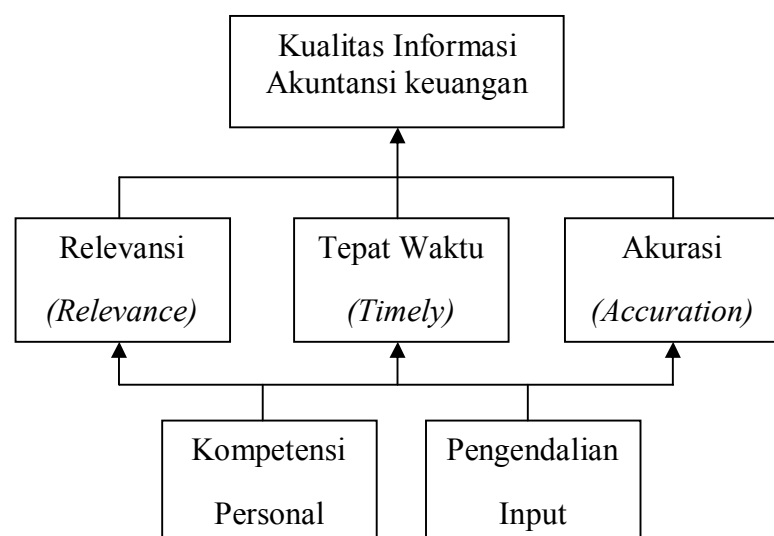 Kualitas Informasi
Akuntansi keuangan
Relevansi
(Relevance)
Tepat Waktu
(Timely)
Akurasi
(Accuration)
Kompetensi
Personal
Pengendalian
Input